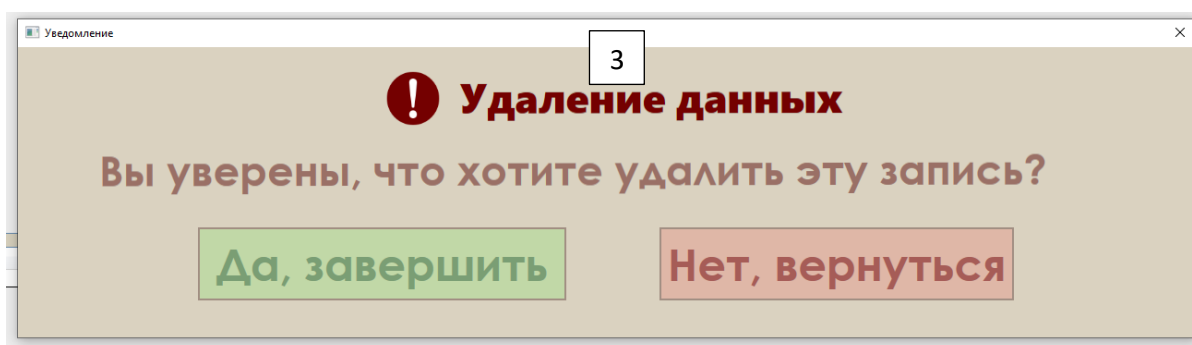 Уведомление
3
Удаление данных
Вы уверены, что хотите удалить эту запись?
Да, завершить
Нет, вернуться